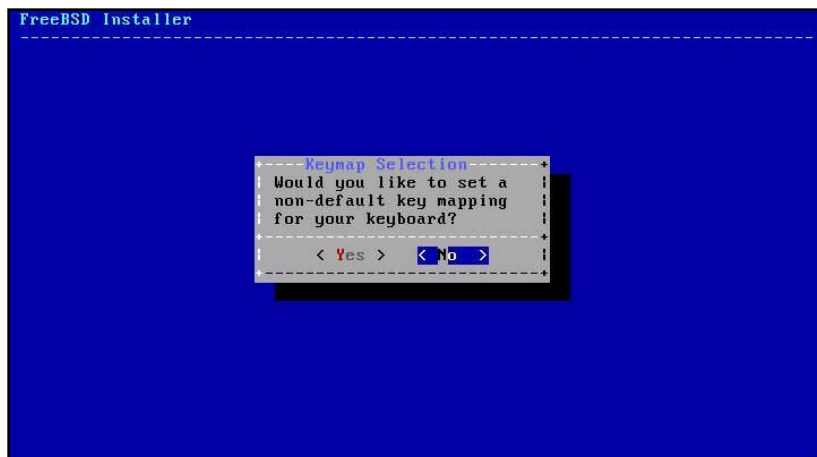 FreeBSD Installer
Keymap Selection
Would you like to set a
non-default key mapping
for your keyboard?
< Yes > < No >